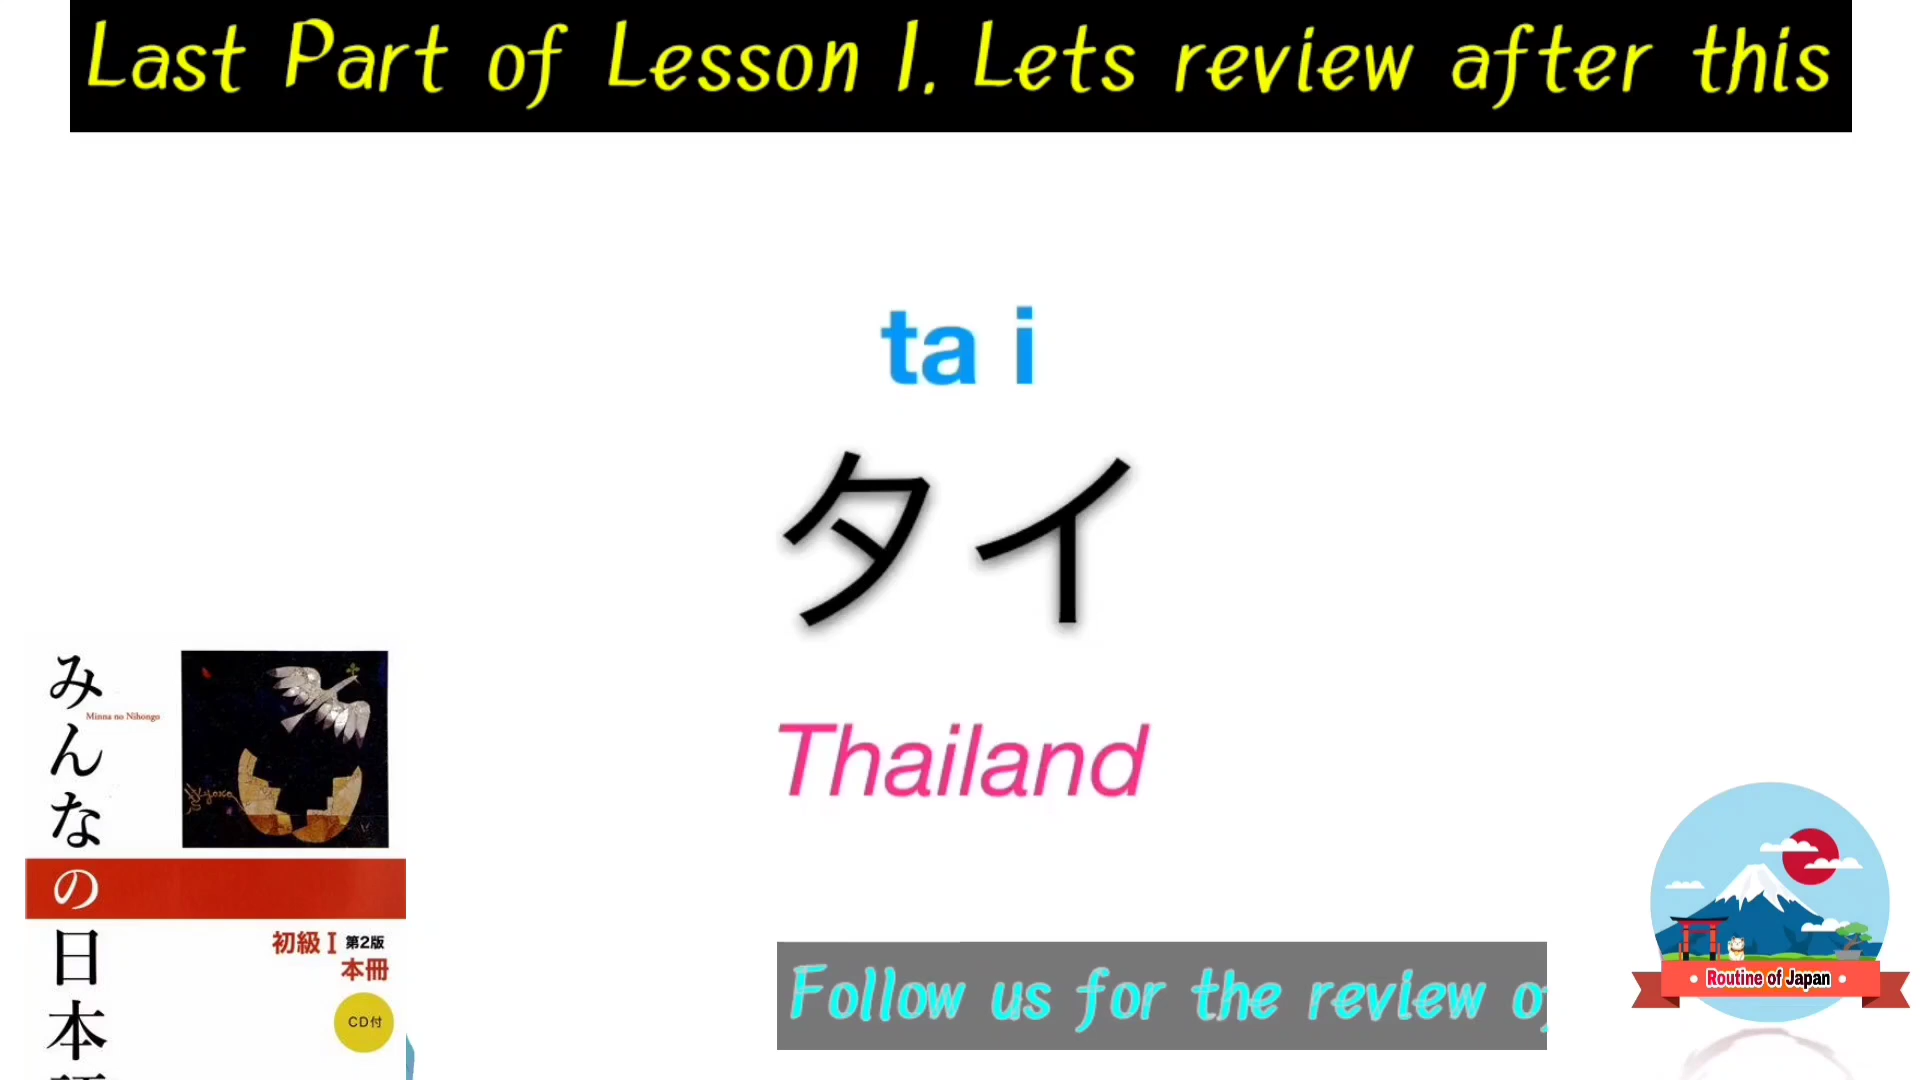 Last Part of Lesson 1. Lets review after this
ta i
タイ
Thailand
みんなの日本
Minna no Nihongo
初級 I 第2版
本冊
CD付
Follow us for the review
Routine of Japan